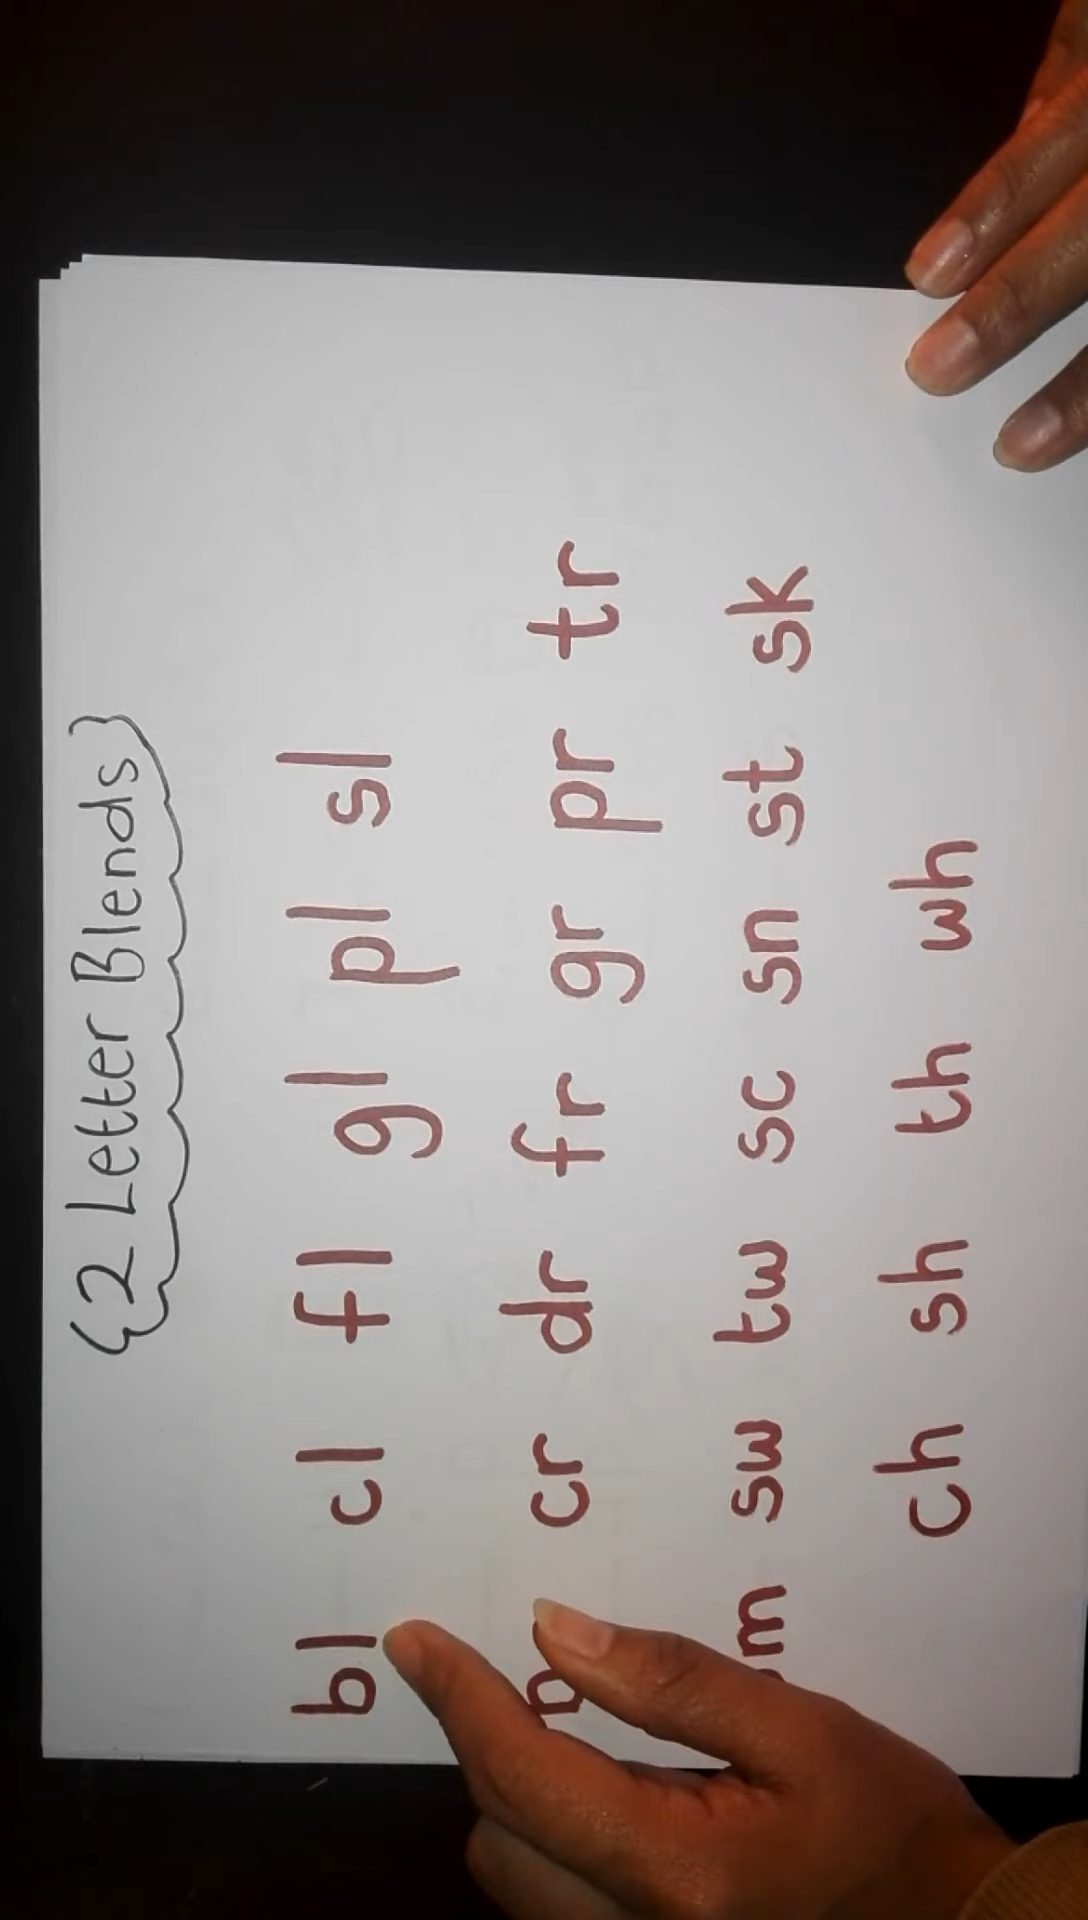 {2 Letter Blends}
bl cl fl gl pl sl
cr dr fr gr pr tr
sw tw sc sn st sk
ch sh th wh